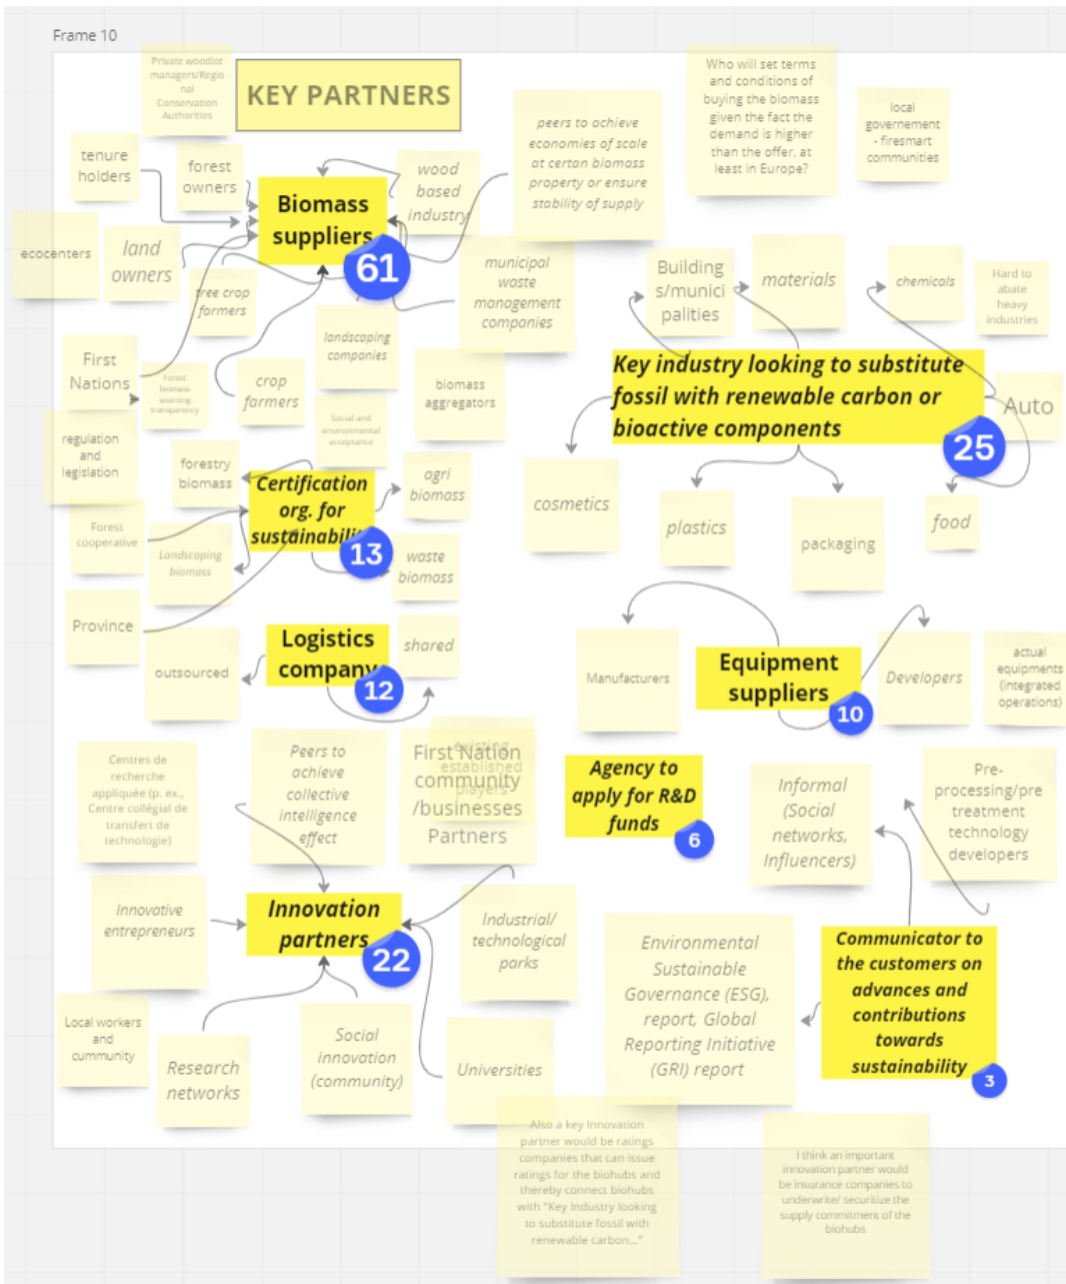 Frame 10
Private woodlot
managers/Regio
nal
Conservation
Authorities
KEY PARTNERS
tenure
holders
forest
owners
Biomass
suppliers
61
wood
based
industry
peers to achieve
economies of scale
at certan biomass
property or ensure
stability of supply
Who will set terms
and conditions of
buying the biomass
given the fact the
demand is higher
than the offer, at
least in Europe?
local
governement
- firesmart
communities
ecocenters
land
owners
tree crop
farmers
municipal
waste
management
companies
landscaping
companies
First
Nations
Forest
biomass
sourcing
transparency
crop
farmers
biomass
aggregators
Social and
environmental
acceptance
regulation
and
legislation
Building
s/munici
palities
materials
chemicals
Hard to
abate
heavy
industries
Key industry looking to substitute
fossil with renewable carbon or
bioactive components
25
Auto
cosmetics
plastics
packaging
food
forestry
biomass
Certification
org. for
sustainability
13
agri
biomass
Forest
cooperative
Landscaping
biomass
waste
biomass
Province
outsourced
Logistics
company
12
shared
Manufacturers
Equipment
suppliers
10
Developers
actual
equipments
(integrated
operations)
Centres de
recherche
appliquée (p. ex.,
Centre collégial de
transfert de
technologie)
Peers to
achieve
collective
intelligence
effect
existing
established
players
First Nation
community
/businesses
Partners
Agency to
apply for R&D
funds
6
Informal
(Social
networks,
Influencers)
Pre-
processing/pre
treatment
technology
developers
Innovative
entrepreneurs
Innovation
partners
22
Industrial/
technological
parks
Environmental
Sustainable
Governance (ESG),
report, Global
Reporting Initiative
(GRI) report
Communicator to
the customers on
advances and
contributions
towards
sustainability
3
Local workers
and
cummunity
Research
networks
Social
innovation
(community)
Universities
Also a key Innovation
partner would be ratings
companies that can issue
ratings for the biohubs and
thereby connect biohubs
with "Key Industry looking
to substitute fossil with
renewable carbon..."
I think an important
innovation partner would
be insurance companies to
underwrite/ securitize the
supply commitment of the
biohubs